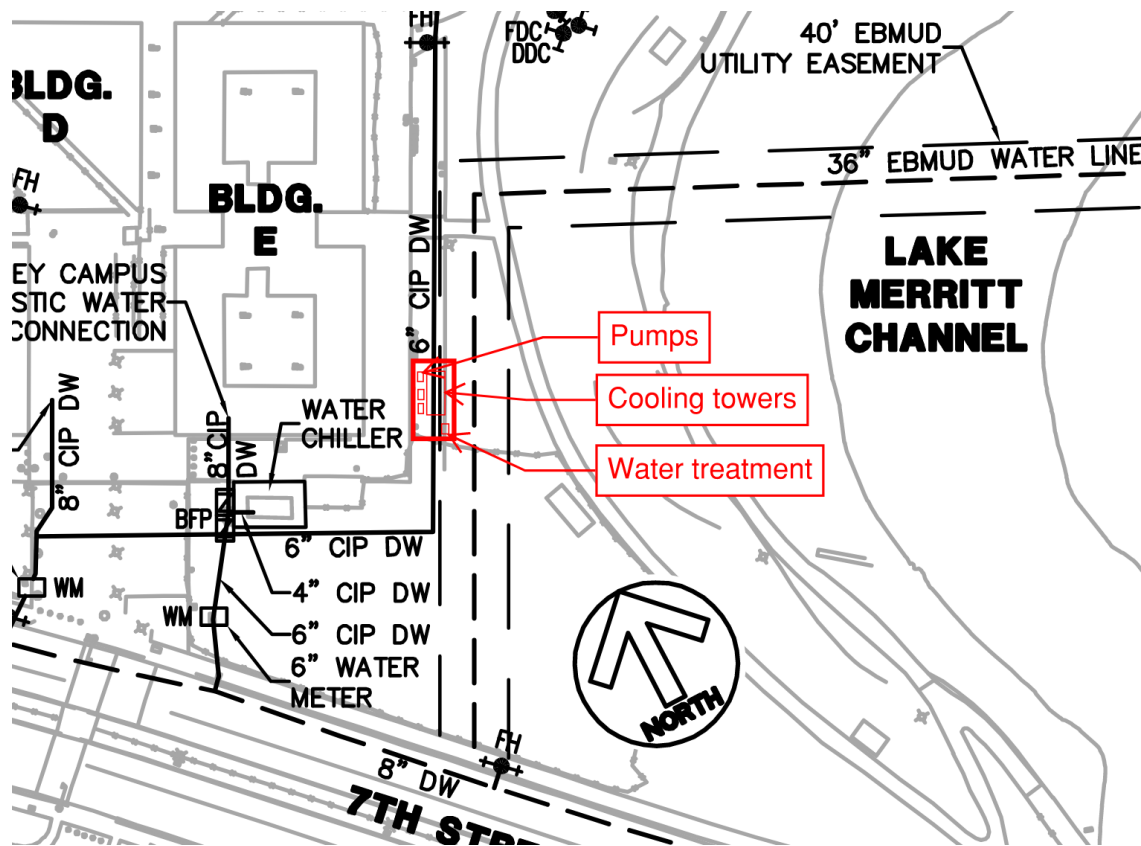 FH
FDC
DDC
40' EBMUD
UTILITY EASEMENT
BLDG.
D
36" EBMUD WATER LINE
FH
BLDG.
E
LAKE
MERRITT
CHANNEL
EY CAMPUS
STIC WATER
CONNECTION
6" CIP DW
Pumps
Cooling towers
Water treatment
WATER
CHILLER
8" CIP DW
8" CIP
DW
BFP
6" CIP DW
4" CIP DW
WM
WM
6" CIP DW
6" WATER
METER
NORTH
FH
8" DW
7TH STRE